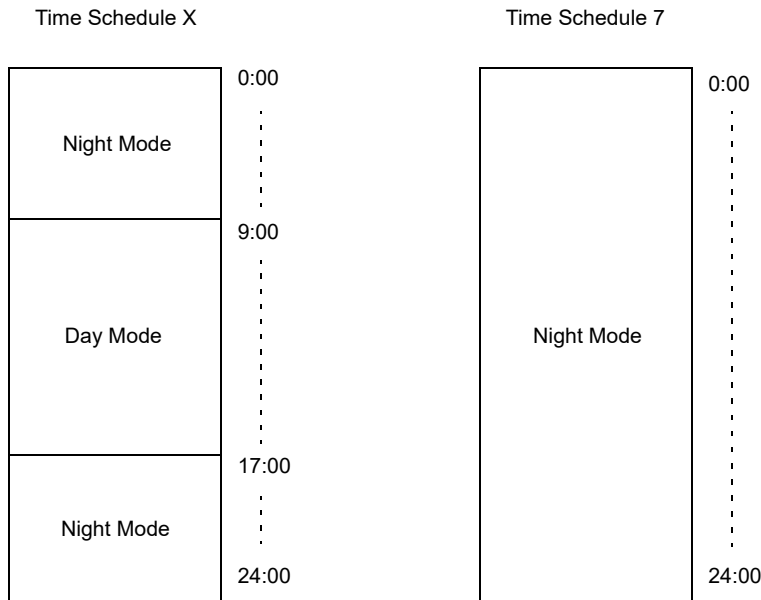 Time Schedule X
0:00
Night Mode
9:00
Day Mode
17:00
Night Mode
24:00
Time Schedule 7
0:00
Night Mode
24:00